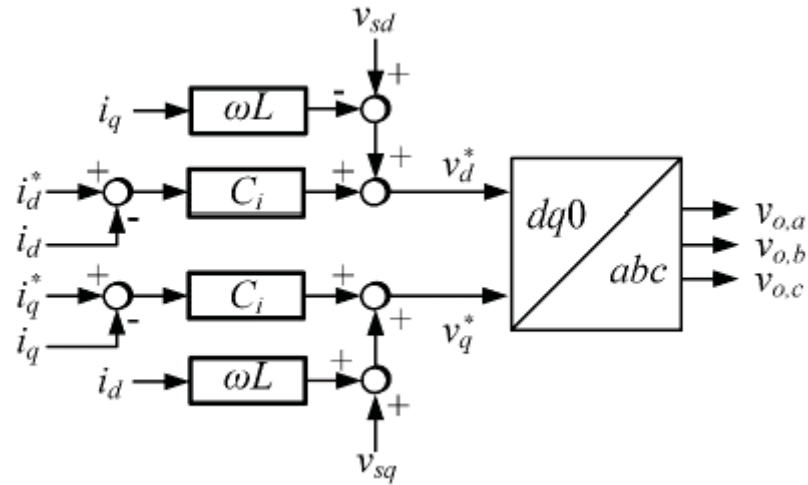 v_sd
+
i_q ωL - 
+
i_d^* + C_i + v_d^*
i_d -
dq0
abc
v_o,a
v_o,b
v_o,c
i_q^* + C_i + v_q^*
i_q -
+
i_d ωL +
+
v_sq